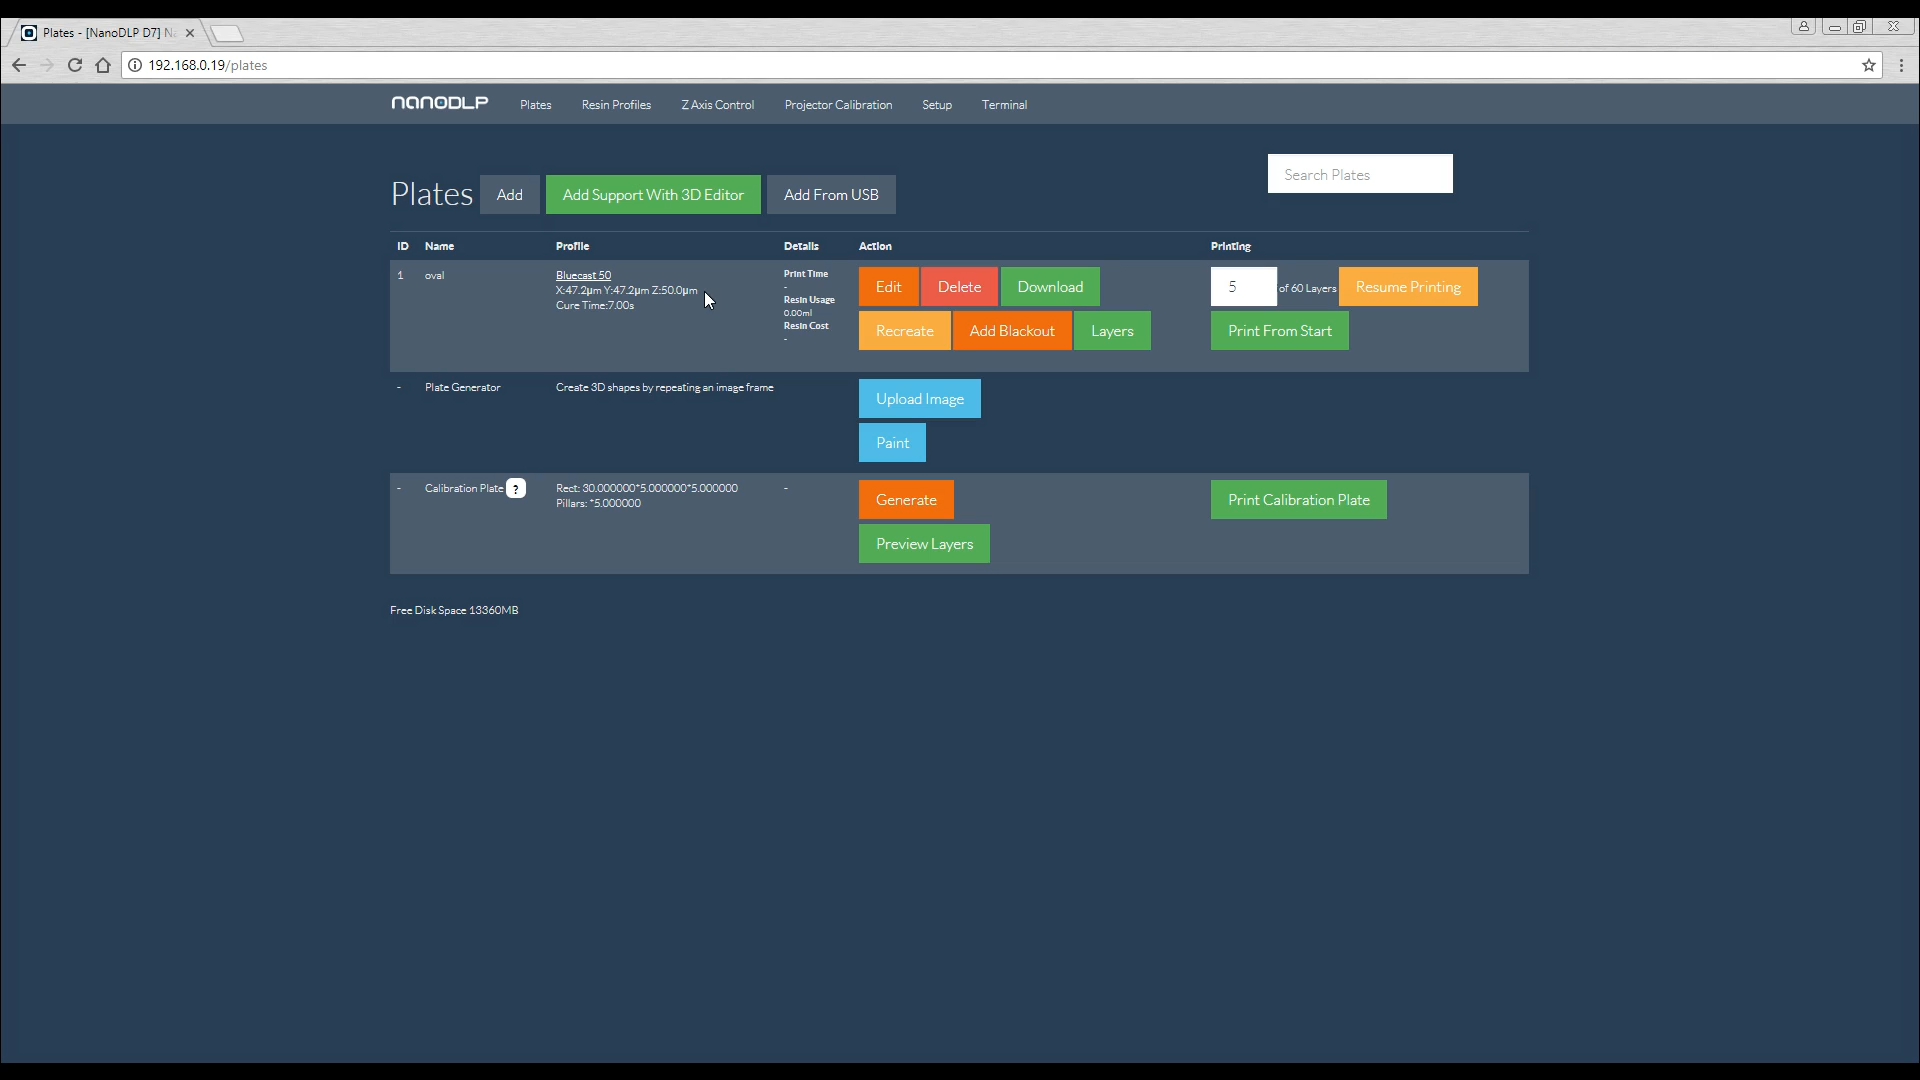 Plates - [NanoDLP D7] N
192.168.0.19/plates
nanoDLP
Plates
Resin Profiles
Z Axis Control
Projector Calibration
Setup
Terminal
Search Plates
Plates
Add
Add Support With 3D Editor
Add From USB
ID
Name
Profile
Details
Action
Printing
1
oval
Bluecast 50
X:47.2µm Y:47.2µm Z:50.0µm
Cure Time:7.00s
Print Time
-
Resin Usage
0.00ml
Resin Cost
-
Edit
Delete
Download
Recreate
Add Blackout
Layers
5
of 60 Layers
Resume Printing
Print From Start
-
Plate Generator
Create 3D shapes by repeating an image frame
Upload Image
Paint
-
Calibration Plate ?
Rect: 30.000000*5.000000*5.000000
Pillars: *5.000000
-
Generate
Preview Layers
Print Calibration Plate
Free Disk Space 13360MB